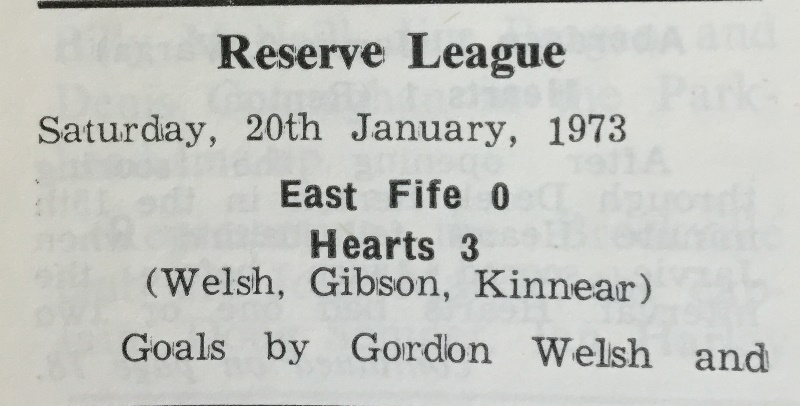 Reserve League
Saturday, 20th January, 1973
East Fife 0
Hearts 3
(Welsh, Gibson, Kinnear)
Goals by Gordon Welsh and